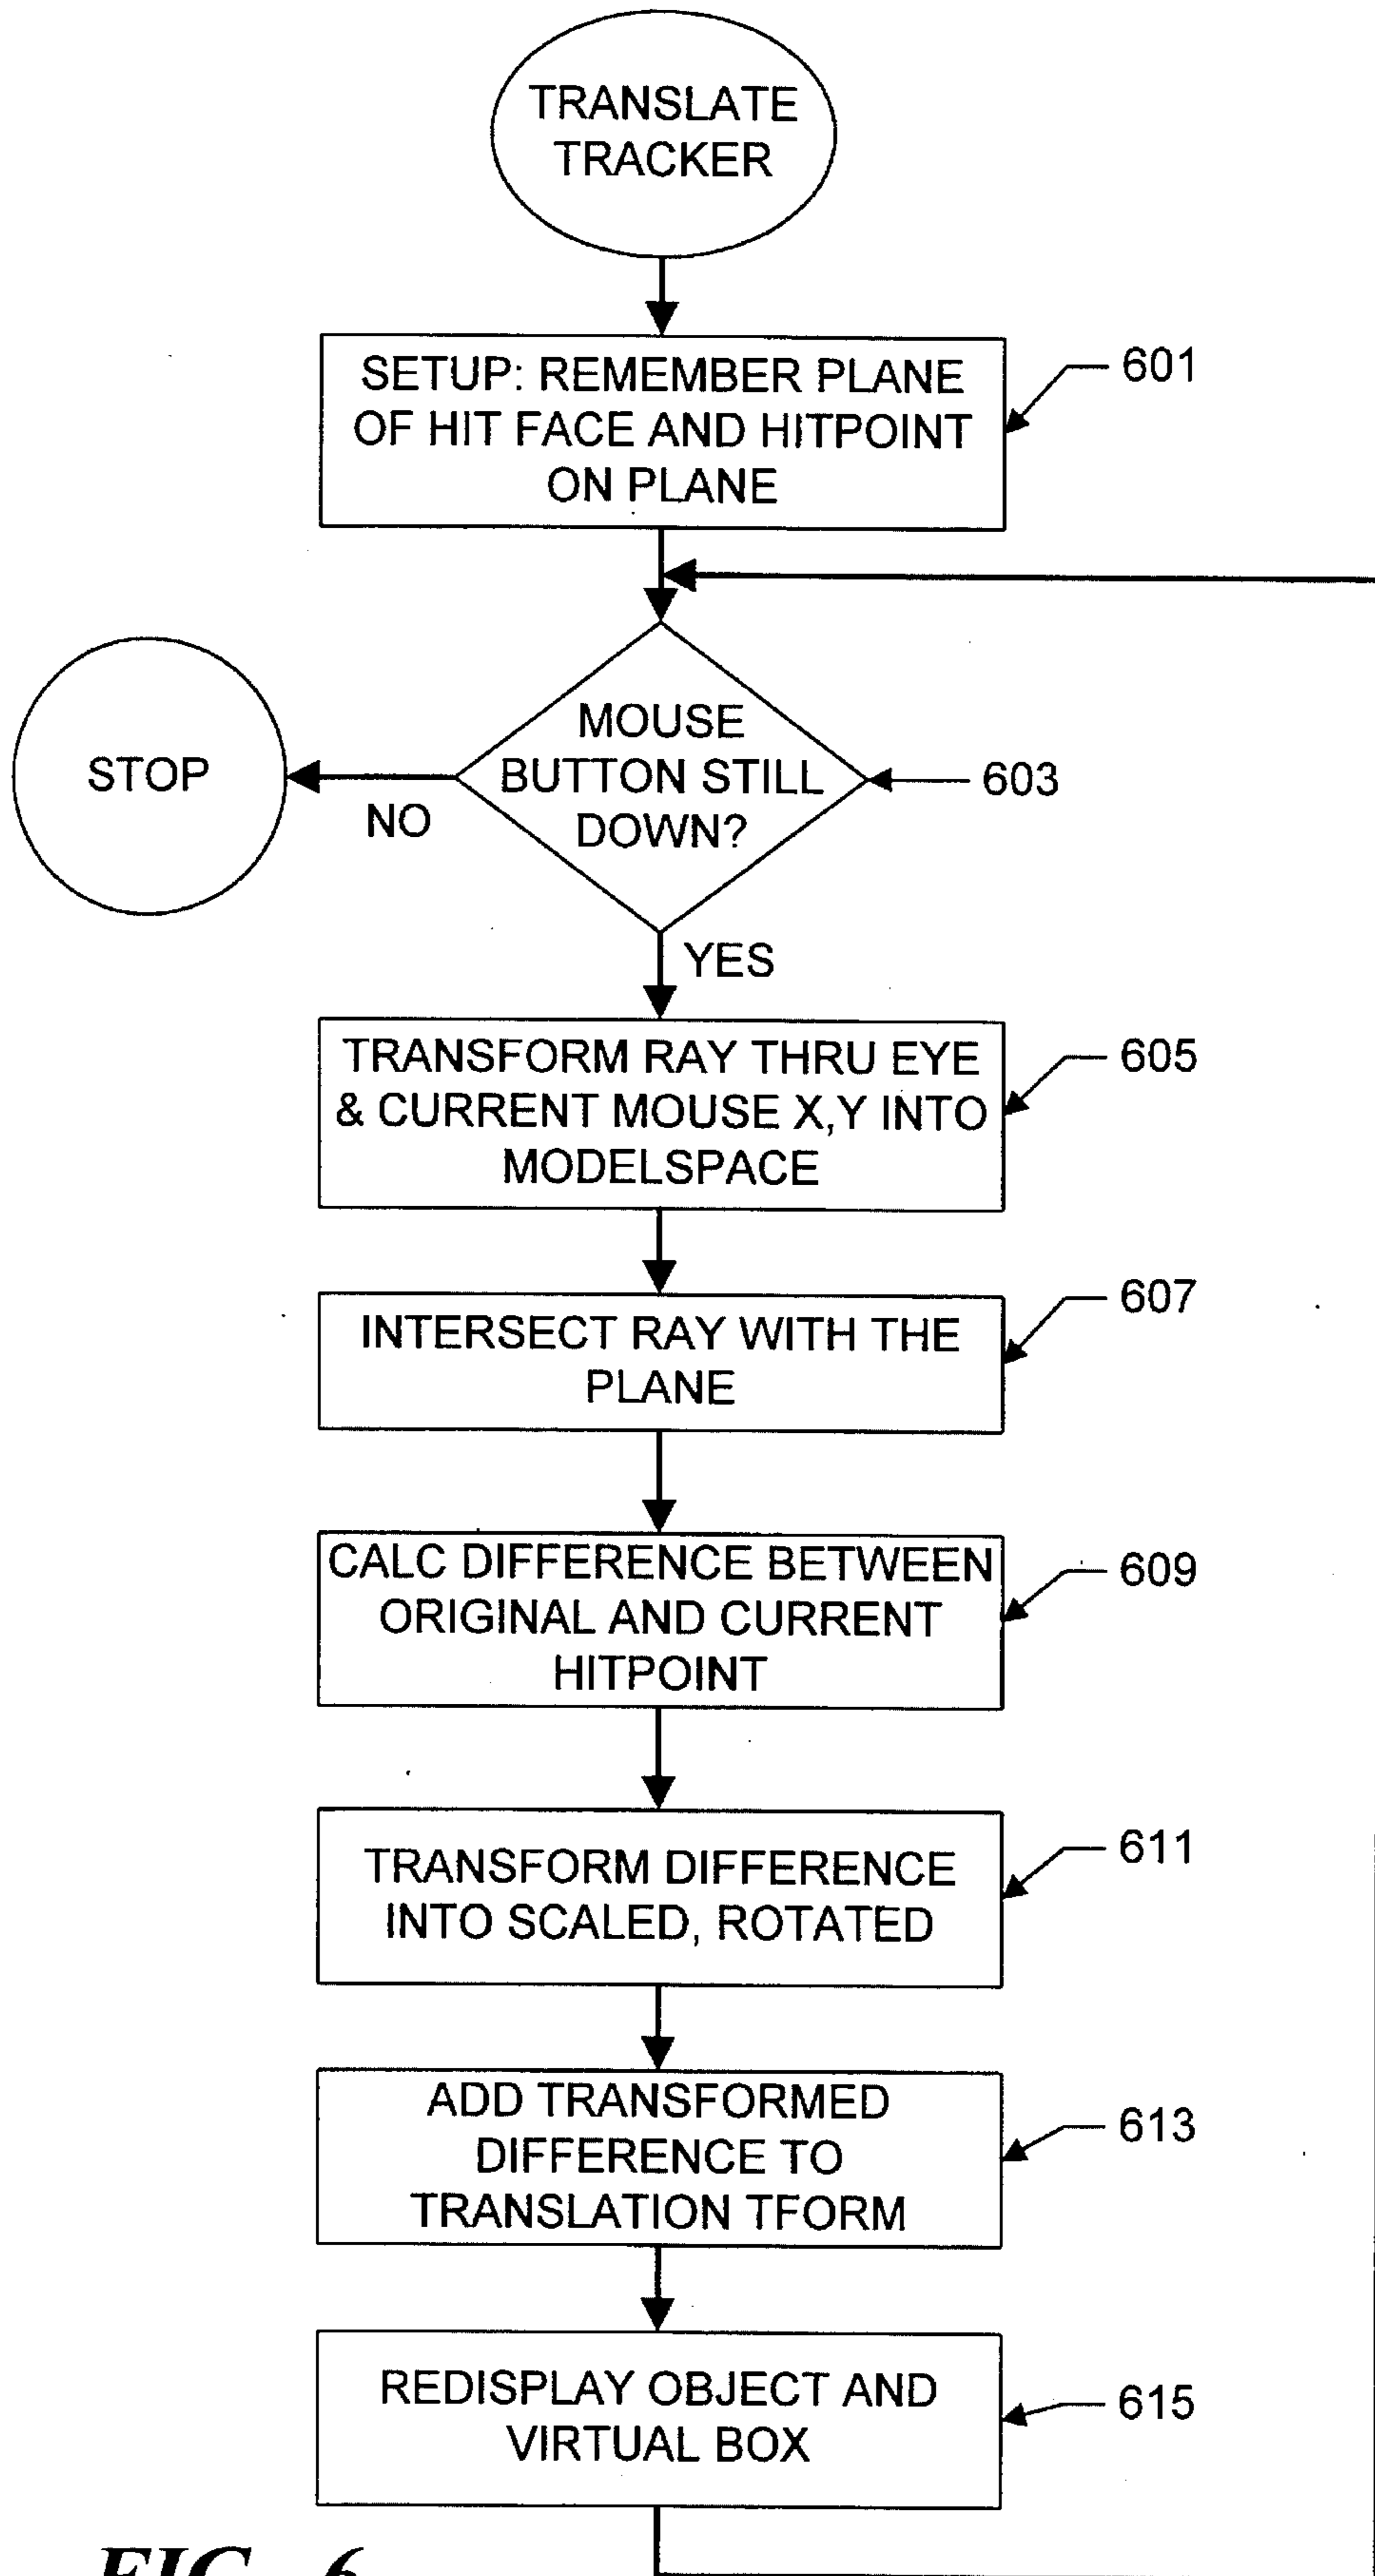 TRANSLATE
TRACKER
SETUP: REMEMBER PLANE
OF HIT FACE AND HITPOINT
ON PLANE
601
MOUSE
BUTTON STILL
DOWN?
603
STOP
NO
YES
TRANSFORM RAY THRU EYE
& CURRENT MOUSE X,Y INTO
MODELSPACE
605
INTERSECT RAY WITH THE
PLANE
607
CALC DIFFERENCE BETWEEN
ORIGINAL AND CURRENT
HITPOINT
609
TRANSFORM DIFFERENCE
INTO SCALED, ROTATED
611
ADD TRANSFORMED
DIFFERENCE TO
TRANSLATION TFORM
613
REDISPLAY OBJECT AND
VIRTUAL BOX
615
FIG. 6